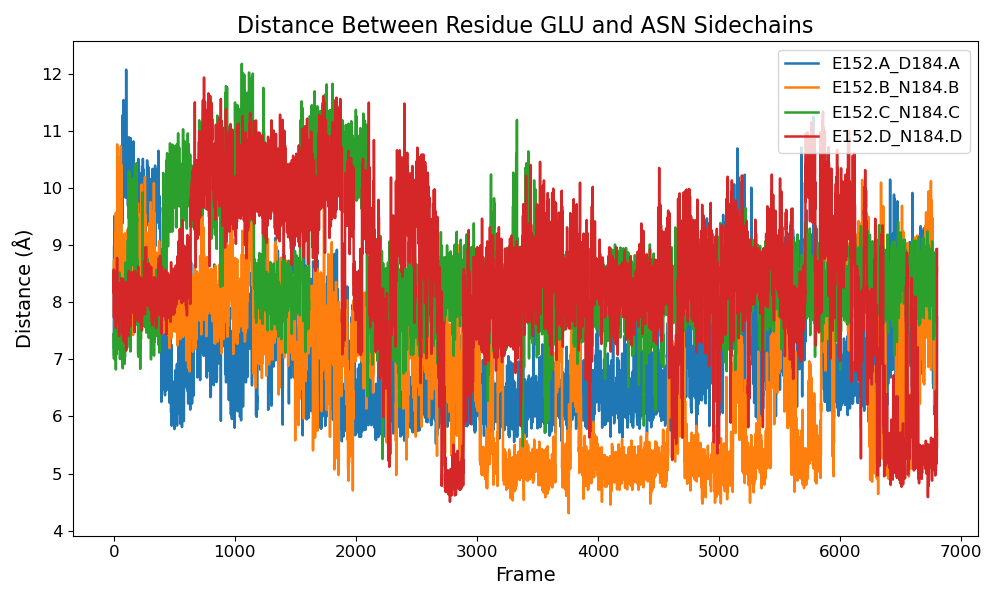 Distance Between Residue GLU and ASN Sidechains
E152.A_D184.A
E152.B_N184.B
E152.C_N184.C
E152.D_N184.D
12
11
10
9
8
7
6
5
4
Distance (Å)
0 1000 2000 3000 4000 5000 6000 7000
Frame